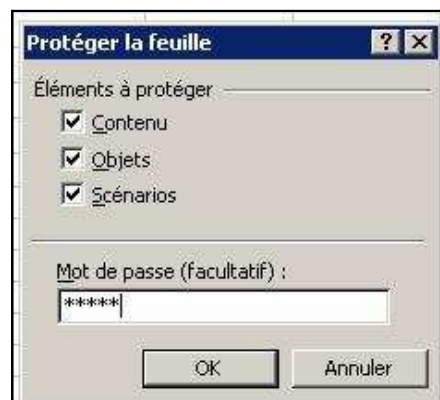 Protéger la feuille
Éléments à protéger
Contenu
Objets
Scénarios
Mot de passe (facultatif) :
*****
OK Annuler